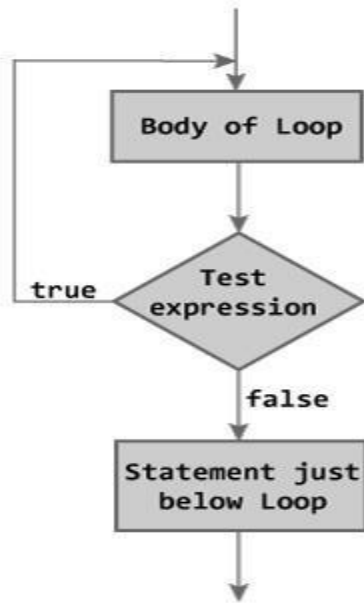 Body of Loop
Test
expression
true
false
Statement just
below Loop